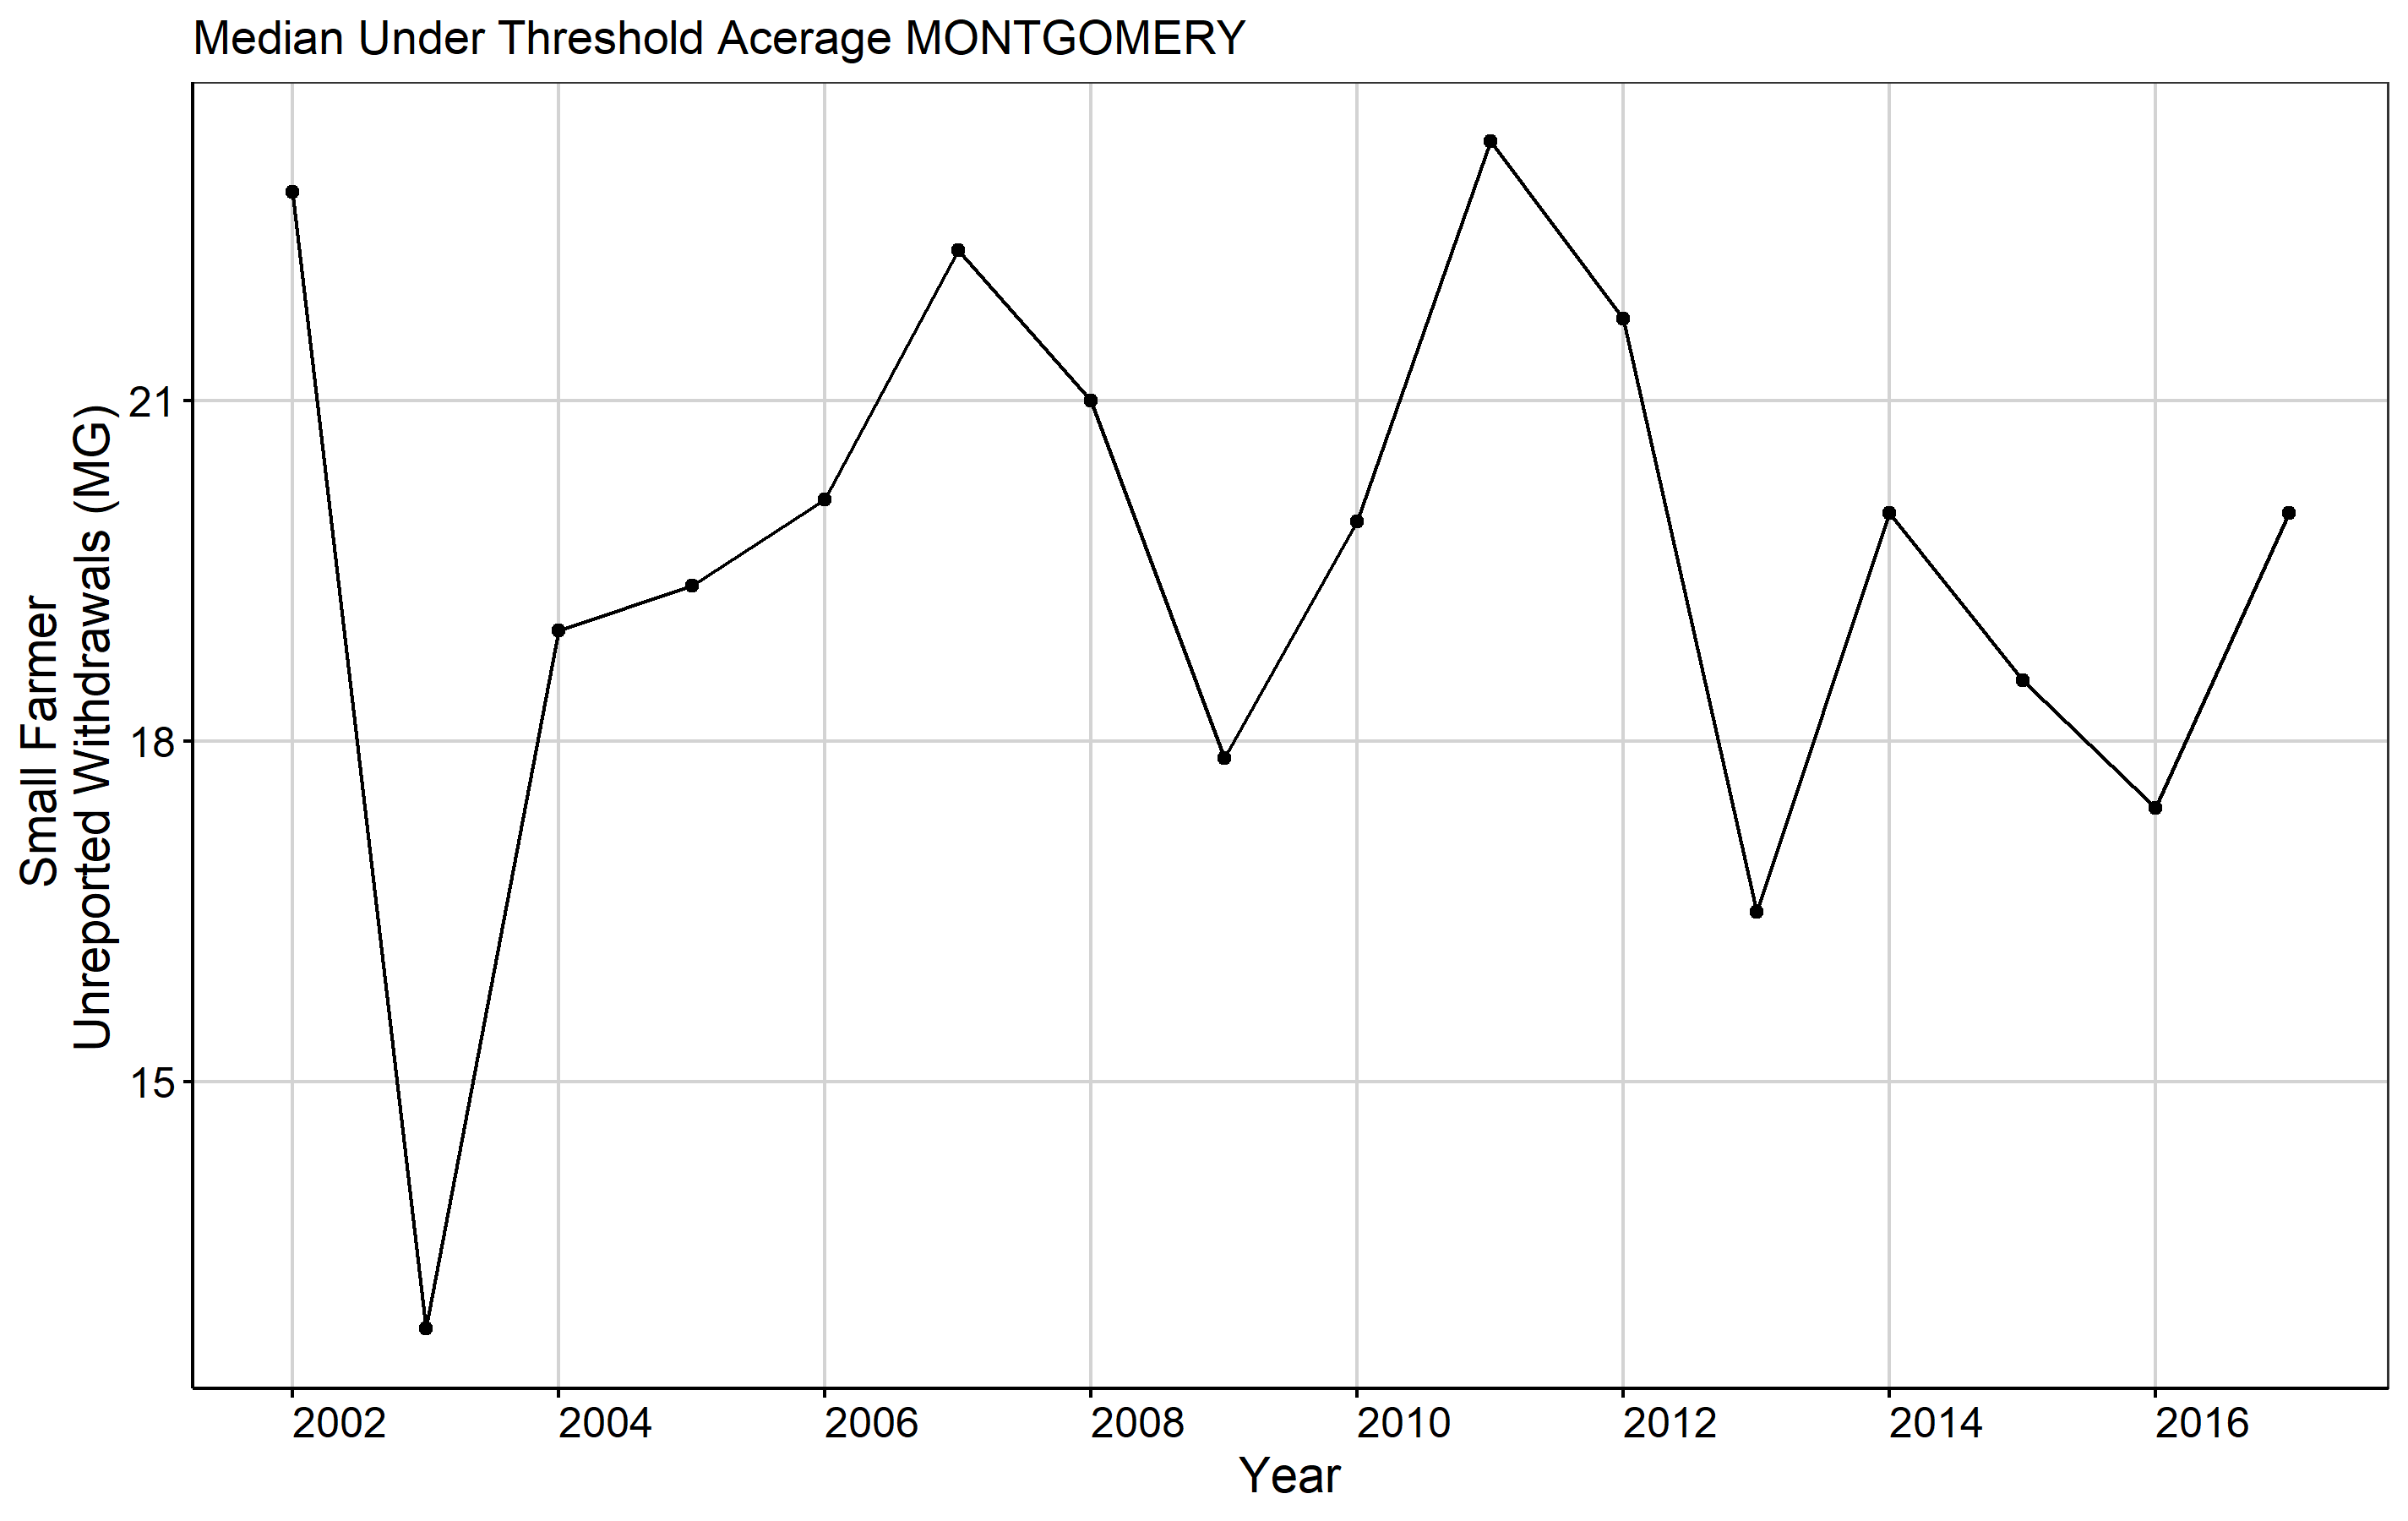 Median Under Threshold Acerage MONTGOMERY
Small Farmer
Unreported Withdrawals (MG)
21
18
15
2002 2004 2006 2008 2010 2012 2014 2016
Year